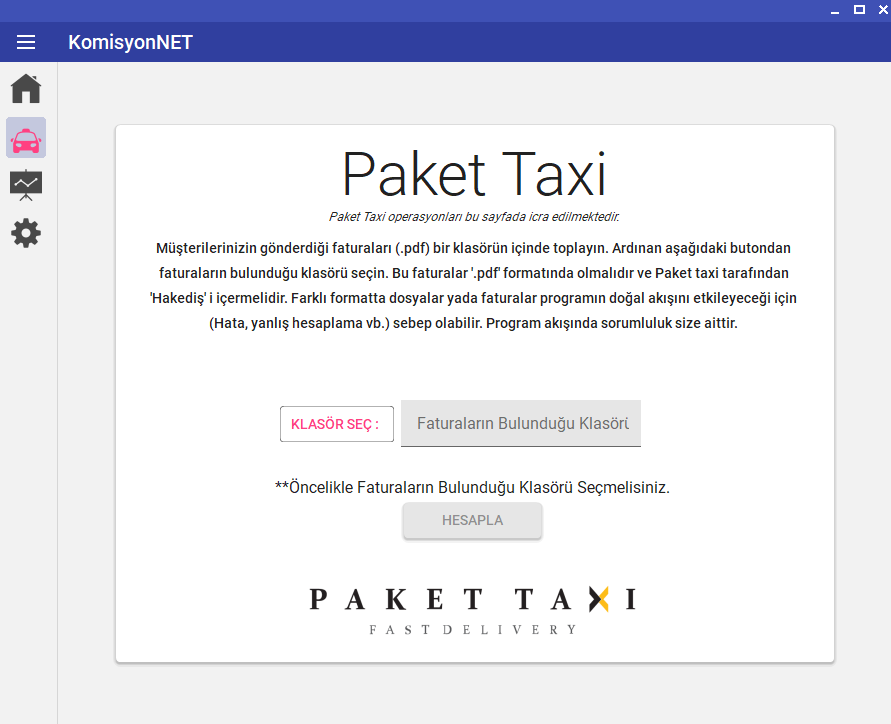 KomisyonNET
Paket Taxi
Paket Taxi operasyonları bu sayfada icra edilmektedir.
Müşterilerinizin gönderdiği faturaları (.pdf) bir klasörün içinde toplayın. Ardınan aşağıdaki butondan
faturaların bulunduğu klasörü seçin. Bu faturalar '.pdf' formatında olmalıdır ve Paket taxi tarafından
'Hakediş' i içermelidir. Farklı formatta dosyalar yada faturalar programın doğal akışını etkileyeceği için
(Hata, yanlış hesaplama vb.) sebep olabilir. Program akışında sorumluluk size aittir.
KLASÖR SEÇ : Faturaların Bulunduğu Klasörü
**Öncelikle Faturaların Bulunduğu Klasörü Seçmelisiniz.
HESAPLA
PAKET TAXI
FAST DELIVERY